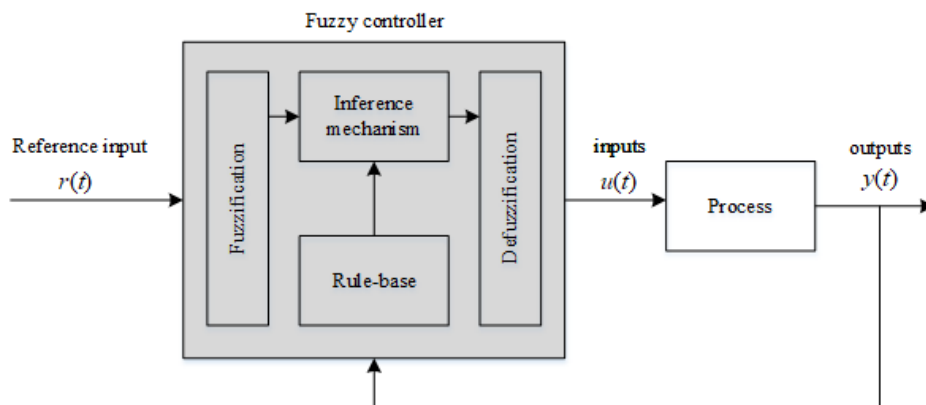 Fuzzy controller
Reference input
r(t)
Fuzzification
Inference
mechanism
Rule-base
Defuzzification
inputs
u(t)
Process
outputs
y(t)